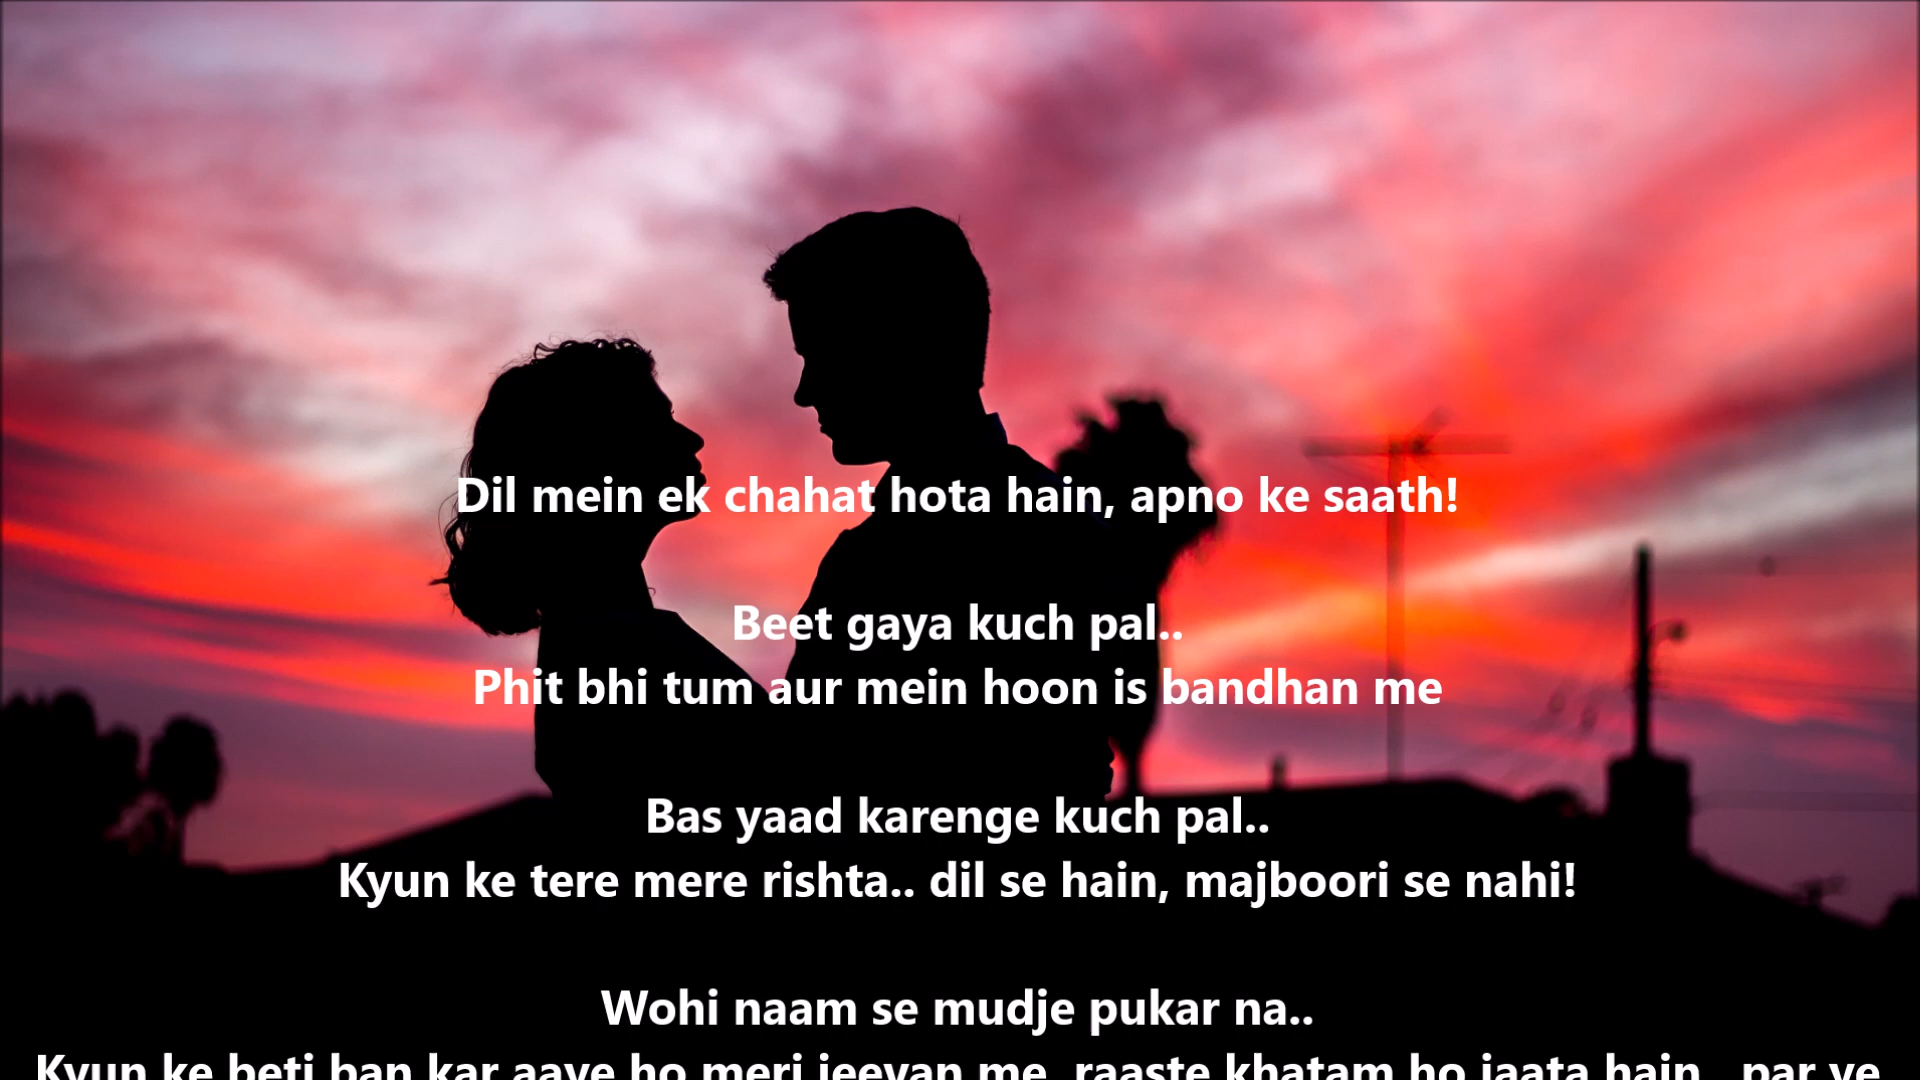 Dil mein ek chahat hota hain, apno ke saath!
Beet gaya kuch pal..
Phit bhi tum aur mein hoon is bandhan me
Bas yaad karenge kuch pal..
Kyun ke tere mere rishta.. dil se hain, majboori se nahi!
Wohi naam se mudje pukar na..
Kyun ke beti ban kar aaye ho meri jeevan me, raaste khatam ho jaata hain.. par ye